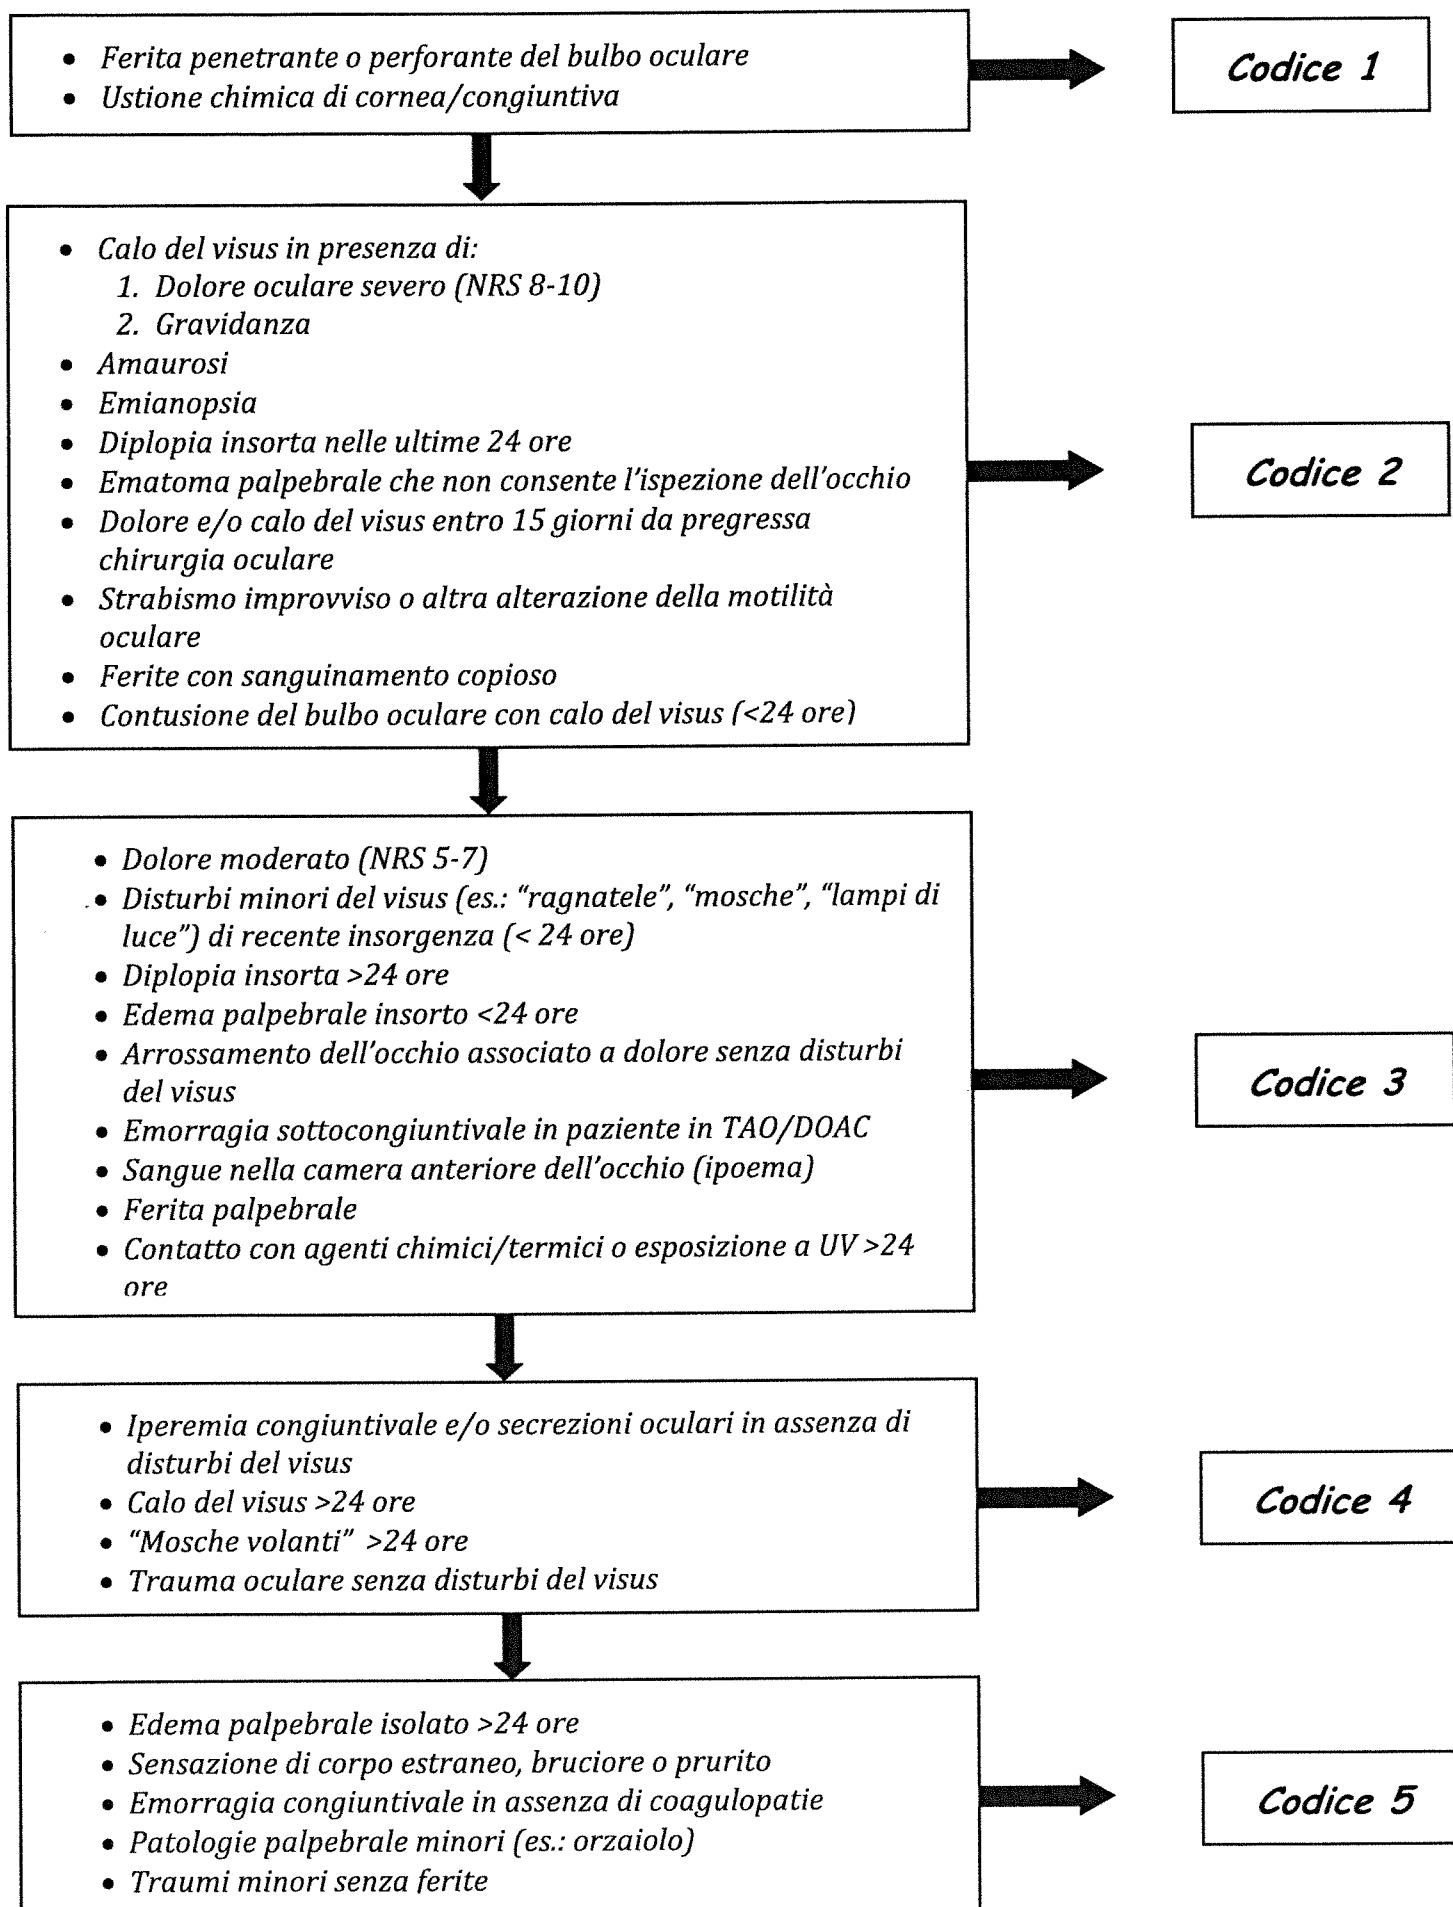 • Ferita penetrante o perforante del bulbo oculare
• Ustione chimica di cornea/congiuntiva
Codice 1
• Calo del visus in presenza di:
1. Dolore oculare severo (NRS 8-10)
2. Gravidanza
• Amaurosi
• Emianopsia
• Diplopia insorta nelle ultime 24 ore
• Ematoma palpebrale che non consente l'ispezione dell'occhio
• Dolore e/o calo del visus entro 15 giorni da pregressa
chirurgia oculare
• Strabismo improvviso o altra alterazione della motilità
oculare
• Ferite con sanguinamento copioso
• Contusione del bulbo oculare con calo del visus (<24 ore)
Codice 2
• Dolore moderato (NRS 5-7)
• Disturbi minori del visus (es.: “ragnatele”, “mosche”, “lampi di
luce”) di recente insorgenza (< 24 ore)
• Diplopia insorta >24 ore
• Edema palpebrale insorto <24 ore
• Arrossamento dell'occhio associato a dolore senza disturbi
del visus
• Emorragia sottocongiuntivale in paziente in TAO/DOAC
• Sangue nella camera anteriore dell'occhio (ipoema)
• Ferita palpebrale
• Contatto con agenti chimici/termici o esposizione a UV >24
ore
Codice 3
• Iperemia congiuntivale e/o secrezioni oculari in assenza di
disturbi del visus
• Calo del visus >24 ore
• “Mosche volanti” >24 ore
• Trauma oculare senza disturbi del visus
Codice 4
• Edema palpebrale isolato >24 ore
• Sensazione di corpo estraneo, bruciore o prurito
• Emorragia congiuntivale in assenza di coagulopatie
• Patologie palpebrale minori (es.: orzaiolo)
• Traumi minori senza ferite
Codice 5